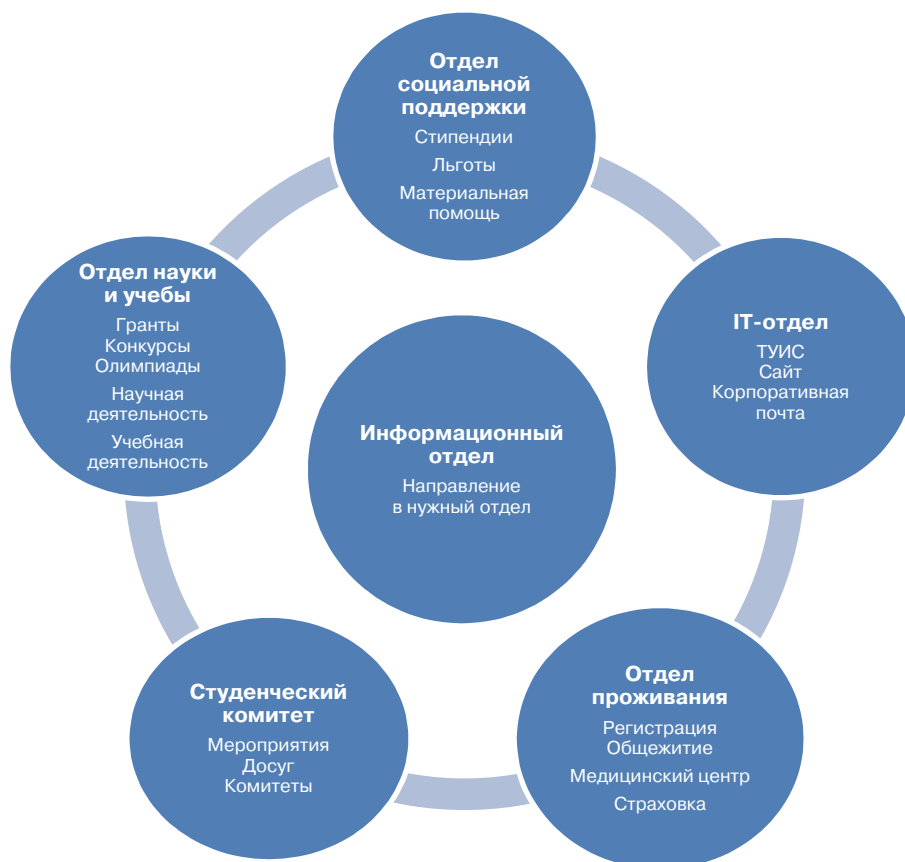 Отдел
социальной
поддержки
Стипендии
Льготы
Материальная
помощь
Отдел науки
и учебы
Гранты
Конкурсы
Олимпиады
Научная
деятельность
Учебная
деятельность
IT-отдел
ТУИС
Сайт
Корпоративная
почта
Информационный
отдел
Направление
в нужный отдел
Студенческий
комитет
Мероприятия
Досуг
Комитеты
Отдел
проживания
Регистрация
Общежитие
Медицинский центр
Страховка